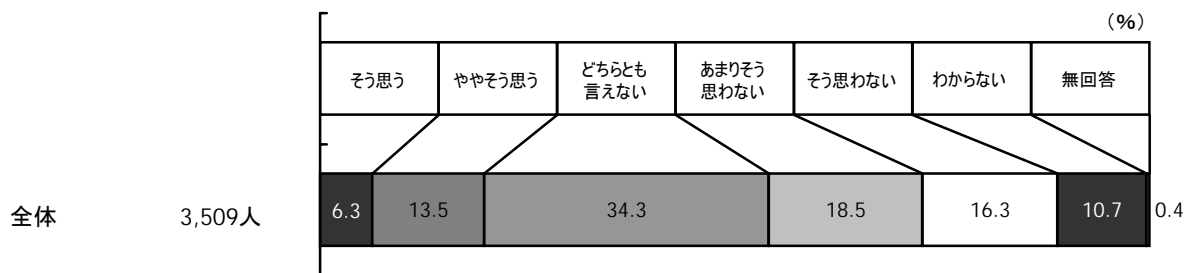 (%)
そう思う
ややそう思う
どちらとも
言えない
あまりそう
思わない
そう思わない
わからない
無回答
全体 3,509人 6.3 13.5 34.3 18.5 16.3 10.7 0.4